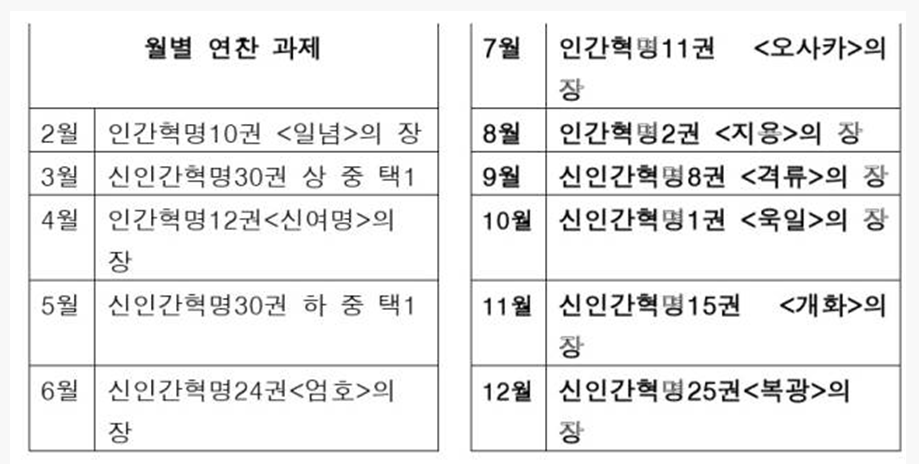 월별 연찬 과제
2월 인간혁명10권 <일념>의 장
3월 신인간혁명30권 상 중 택1
4월 인간혁명12권<신여명>의
장
5월 신인간혁명30권 하 중 택1
6월 신인간혁명24권<엄호>의
장
7월 인간혁명11권 <오사카>의
장
8월 인간혁명2권 <지용>의 장
9월 신인간혁명8권 <격류>의 장
10월 신인간혁명1권 <욱일>의 장
11월 신인간혁명15권 <개화>의
장
12월 신인간혁명25권<복광>의
장